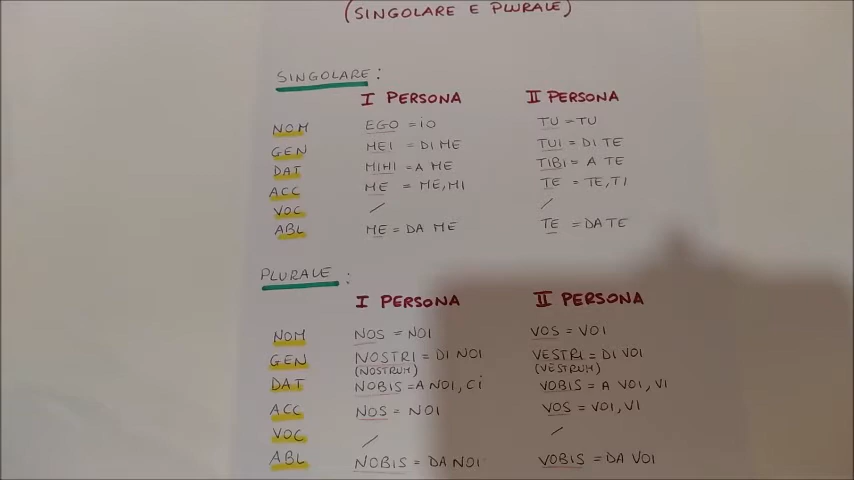 (SINGOLARE E PLURALE)
SINGOLARE:
I PERSONA II PERSONA
NOM EGO = iO TU = TU
GEN MEI = DI ME TUI = DI TE
DAT MIHI = A ME TIBI = A TE
ACC ME = ME, MI TE = TE, TI
VOC / /
ABL ME = DA ME TE = DA TE
PLURALE:
I PERSONA II PERSONA
NOM NOS = NOI VOS = VOI
GEN NOSTRI = DI NOI VESTRI = DI VOI
(NOSTRUM) (VESTRUM)
DAT NOBIS = A NOI, Ci VOBIS = A VOI, VI
ACC NOS = NOI VOS = VOI, VI
VOC / /
ABL NOBIS = DA NOI VOBIS = DA VOI